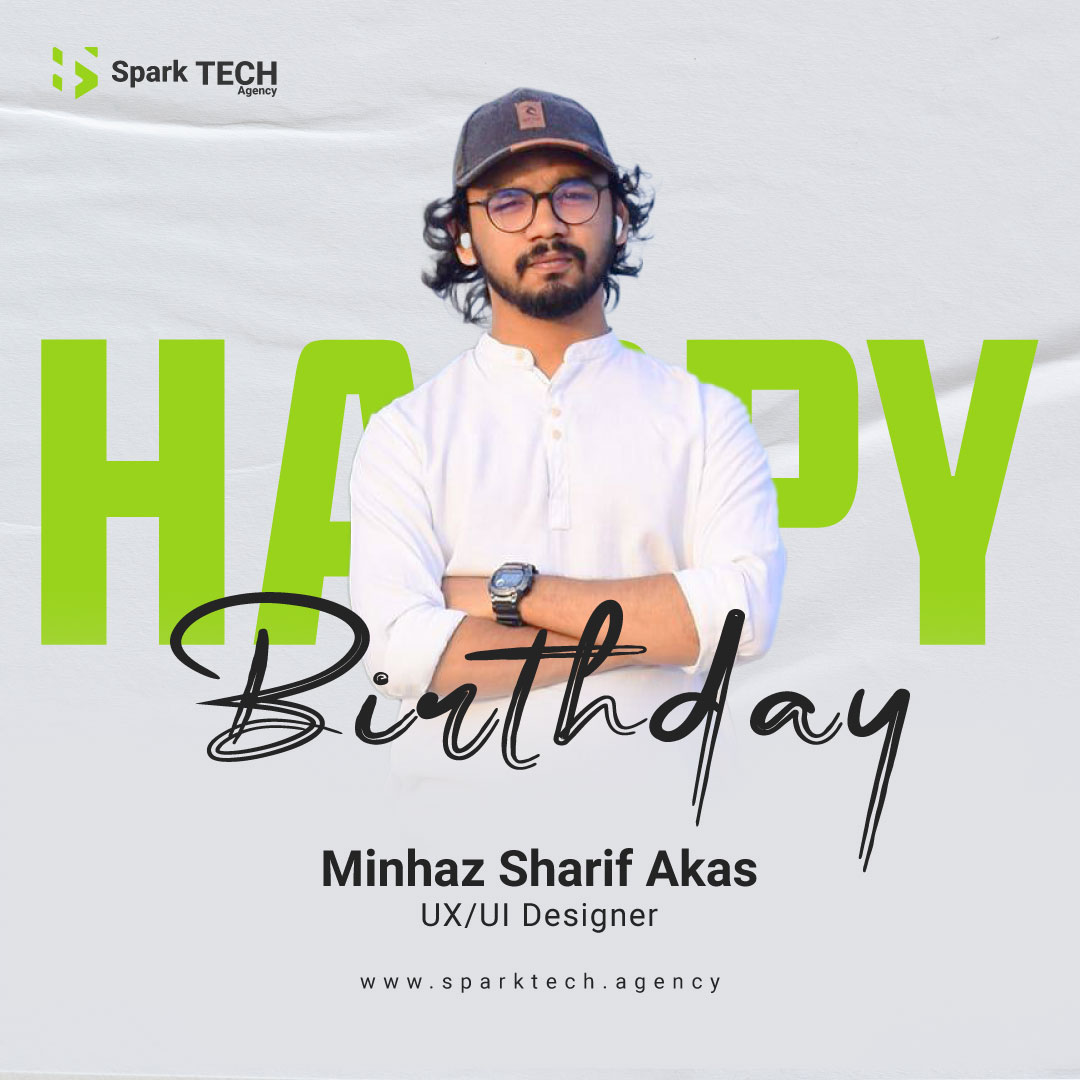 Spark TECH
Agency
HAPPY
Birthday
Minhaz Sharif Akas
UX/UI Designer
www.sparktech.agency